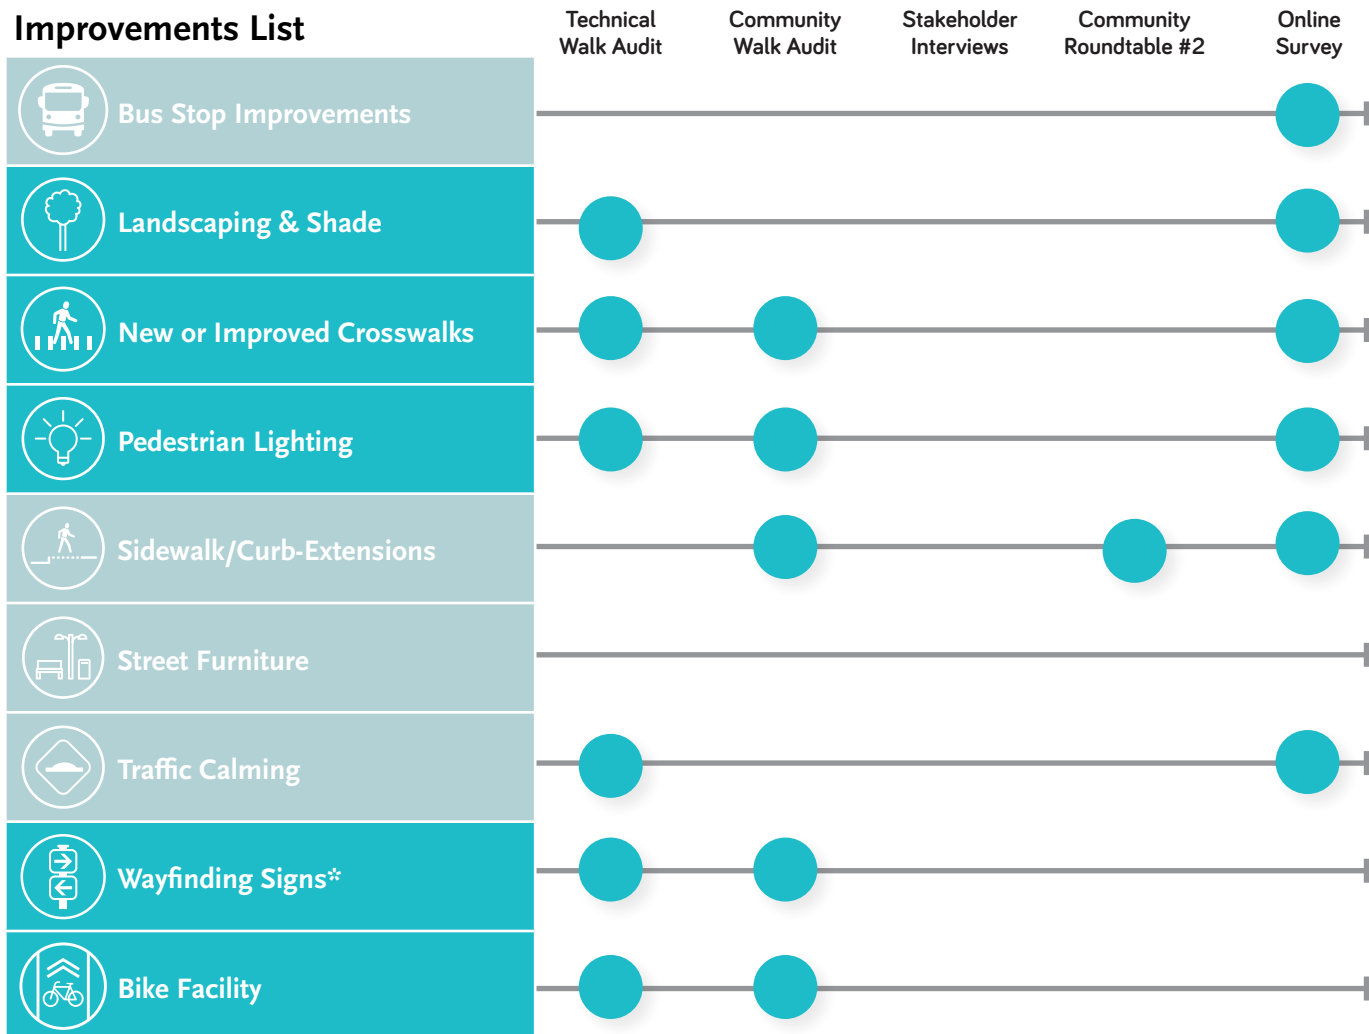 Improvements List
Technical
Walk Audit
Community
Walk Audit
Stakeholder
Interviews
Community
Roundtable #2
Online
Survey
Bus Stop Improvements
Landscaping & Shade
New or Improved Crosswalks
Pedestrian Lighting
Sidewalk/Curb-Extensions
Street Furniture
Traffic Calming
Wayfinding Signs*
Bike Facility